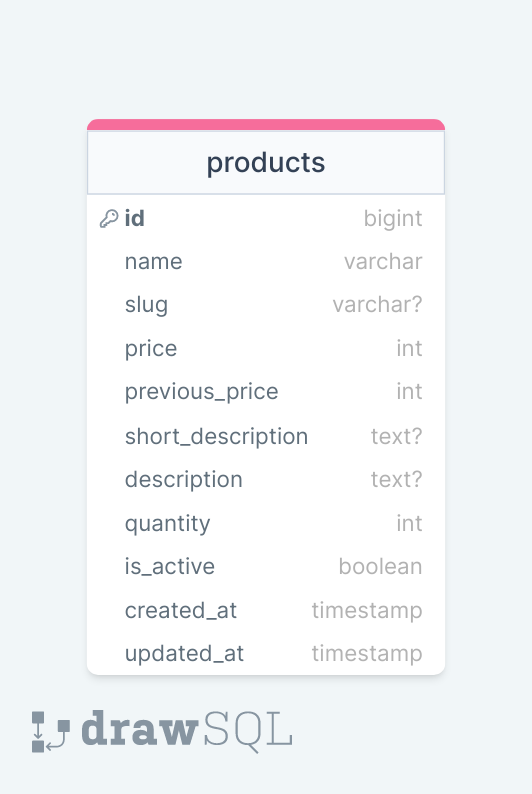 products
id bigint
name varchar
slug varchar?
price int
previous_price int
short_description text?
description text?
quantity int
is_active boolean
created_at timestamp
updated_at timestamp
drawSQL